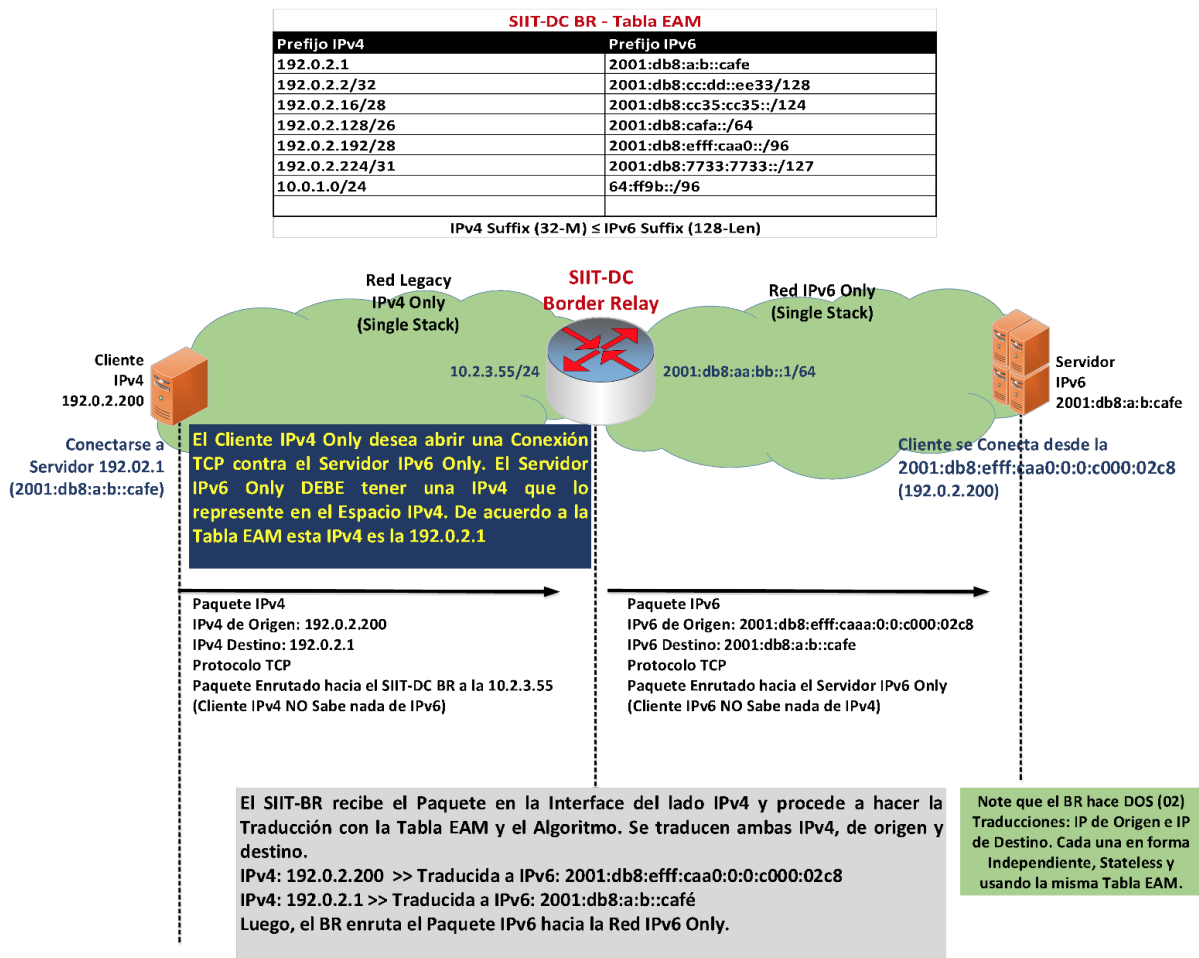 SIIT-DC BR - Tabla EAM
Prefijo IPv4 Prefijo IPv6
192.0.2.1 2001:db8:a:b::cafe
192.0.2.2/32 2001:db8:cc:dd::ee33/128
192.0.2.16/28 2001:db8:cc35:cc35::/124
192.0.2.128/26 2001:db8:cafa::/64
192.0.2.192/28 2001:db8:efff:caa0::/96
192.0.2.224/31 2001:db8:7733:7733::/127
10.0.1.0/24 64:ff9b::/96
IPv4 Suffix (32-M) ≤ IPv6 Suffix (128-Len)
Red Legacy
IPv4 Only
(Single Stack)
SIIT-DC
Border Relay
Red IPv6 Only
(Single Stack)
Cliente
IPv4
192.0.2.200
10.2.3.55/24
2001:db8:aa:bb::1/64
Servidor
IPv6
2001:db8:a:b:cafe
Conectarse a
Servidor 192.02.1
(2001:db8:a:b::cafe)
El Cliente IPv4 Only desea abrir una Conexión
TCP contra el Servidor IPv6 Only. El Servidor
IPv6 Only DEBE tener una IPv4 que lo
represente en el Espacio IPv4. De acuerdo a la
Tabla EAM esta IPv4 es la 192.0.2.1
Cliente se Conecta desde la
2001:db8:efff:caa0:0:0:c000:02c8
(192.0.2.200)
Paquete IPv4
IPv4 de Origen: 192.0.2.200
IPv4 Destino: 192.0.2.1
Protocolo TCP
Paquete Enrutado hacia el SIIT-DC BR a la 10.2.3.55
(Cliente IPv4 NO Sabe nada de IPv6)
Paquete IPv6
IPv6 de Origen: 2001:db8:efff:caaa:0:0:c000:02c8
IPv6 Destino: 2001:db8:a:b::cafe
Protocolo TCP
Paquete Enrutado hacia el Servidor IPv6 Only
(Cliente IPv6 NO Sabe nada de IPv4)
El SIIT-BR recibe el Paquete en la Interface del lado IPv4 y procede a hacer la
Traducción con la Tabla EAM y el Algoritmo. Se traducen ambas IPv4, de origen y
destino.
IPv4: 192.0.2.200 >> Traducida a IPv6: 2001:db8:efff:caa0:0:0:c000:02c8
IPv4: 192.0.2.1 >> Traducida a IPv6: 2001:db8:a:b::café
Luego, el BR enruta el Paquete IPv6 hacia la Red IPv6 Only.
Note que el BR hace DOS (02)
Traducciones: IP de Origen e IP
de Destino. Cada una en forma
Independiente, Stateless y
usando la misma Tabla EAM.